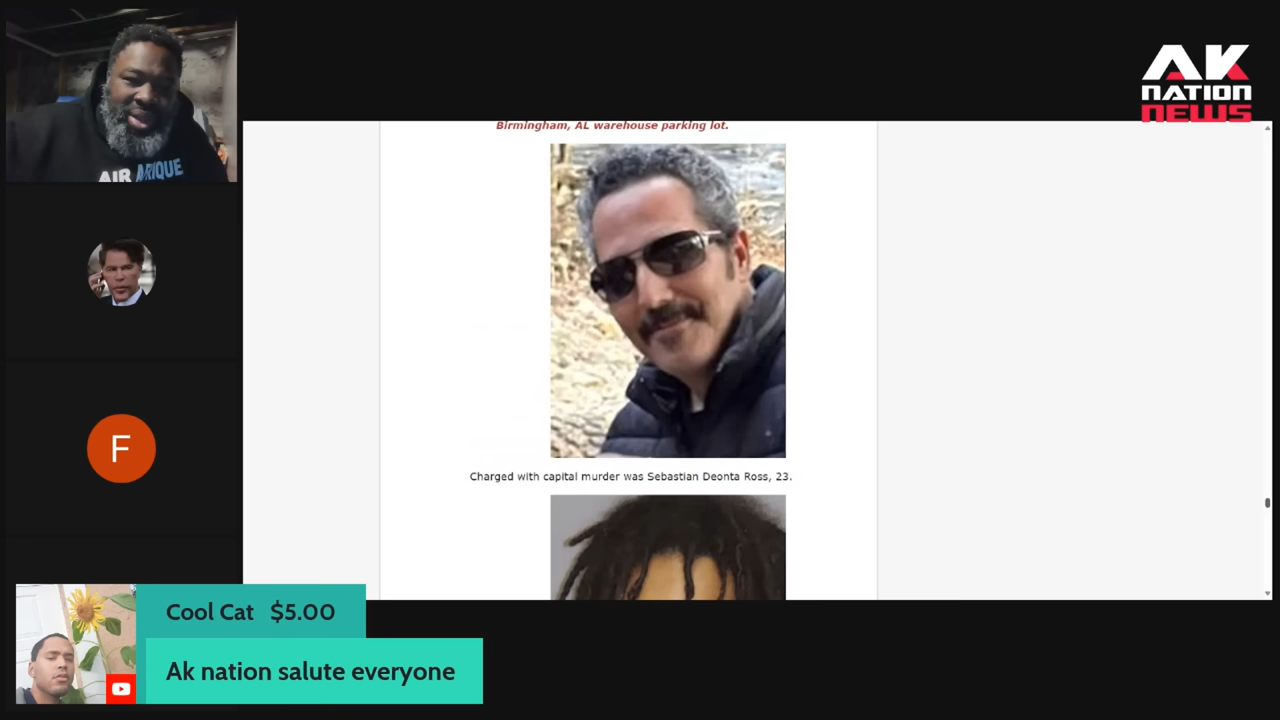 AK
NATION
NEWS
Birmingham, AL warehouse parking lot.
AIR AFRIQUE
Charged with capital murder was Sebastian Deonta Ross, 23.
F
Cool Cat $5.00
Ak nation salute everyone